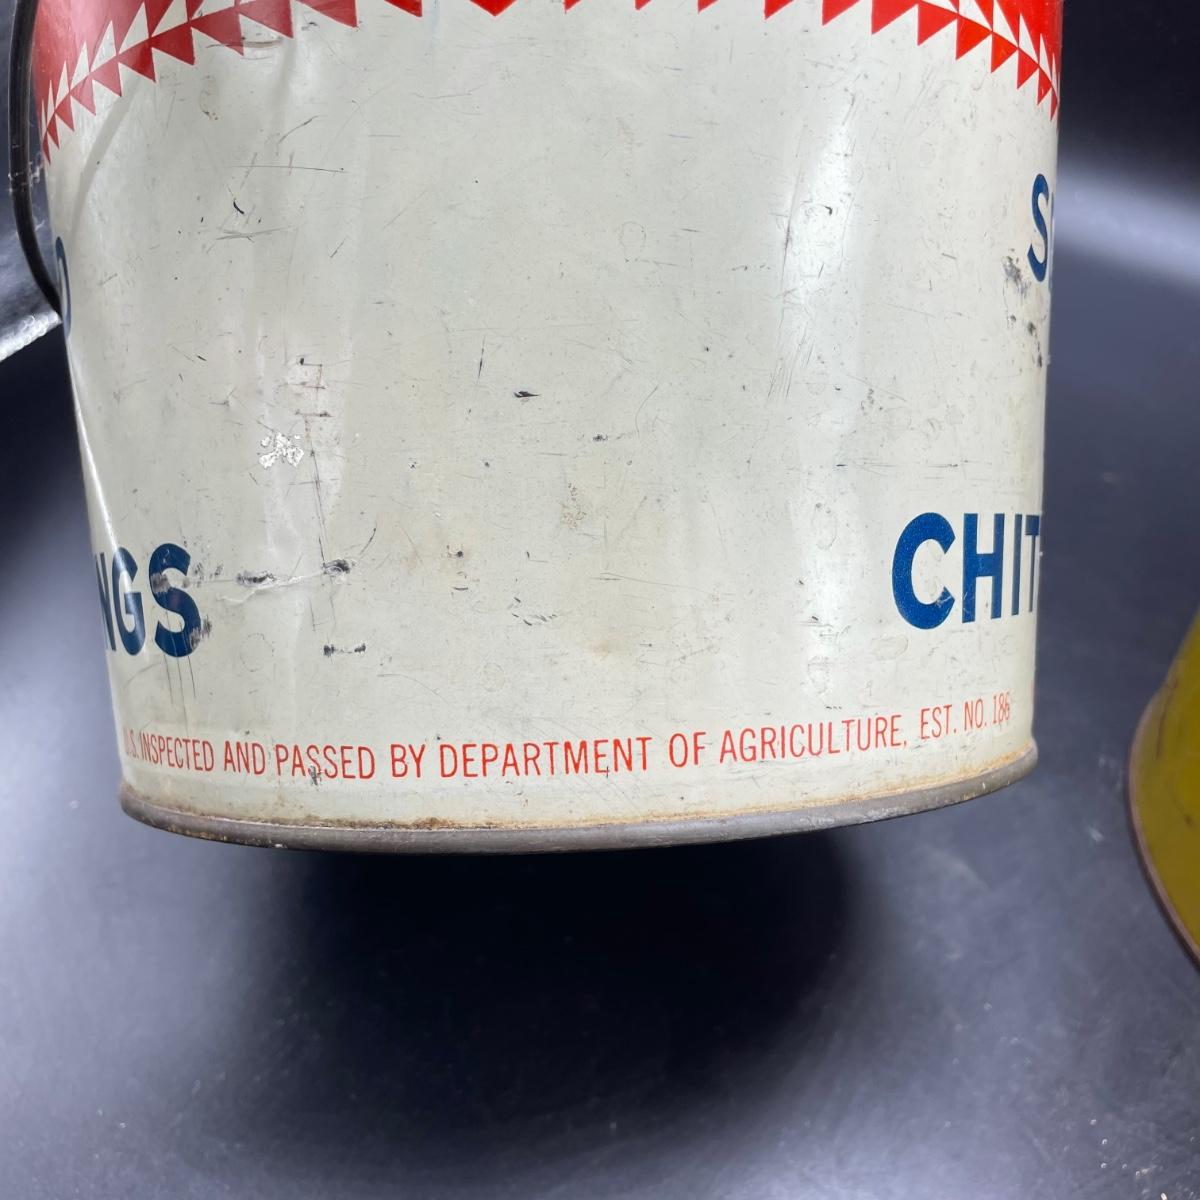 NGS
CHIT
U.S. INSPECTED AND PASSED BY DEPARTMENT OF AGRICULTURE, EST. NO. 186